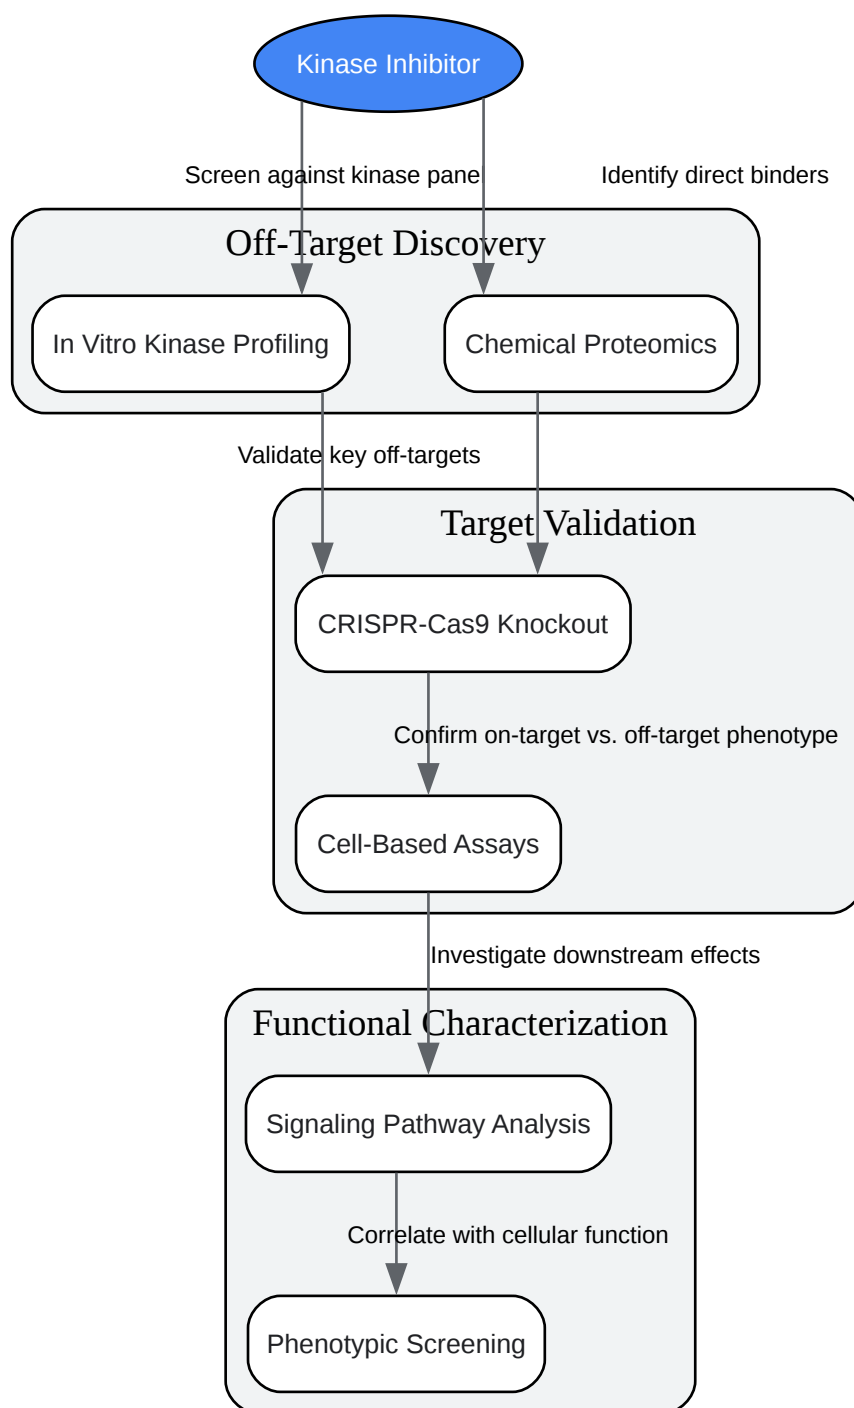 Kinase Inhibitor
Screen against kinase panel
Identify direct binders
Off-Target Discovery
In Vitro Kinase Profiling
Chemical Proteomics
Validate key off-targets
Target Validation
CRISPR-Cas9 Knockout
Confirm on-target vs. off-target phenotype
Cell-Based Assays
Investigate downstream effects
Functional Characterization
Signaling Pathway Analysis
Correlate with cellular function
Phenotypic Screening